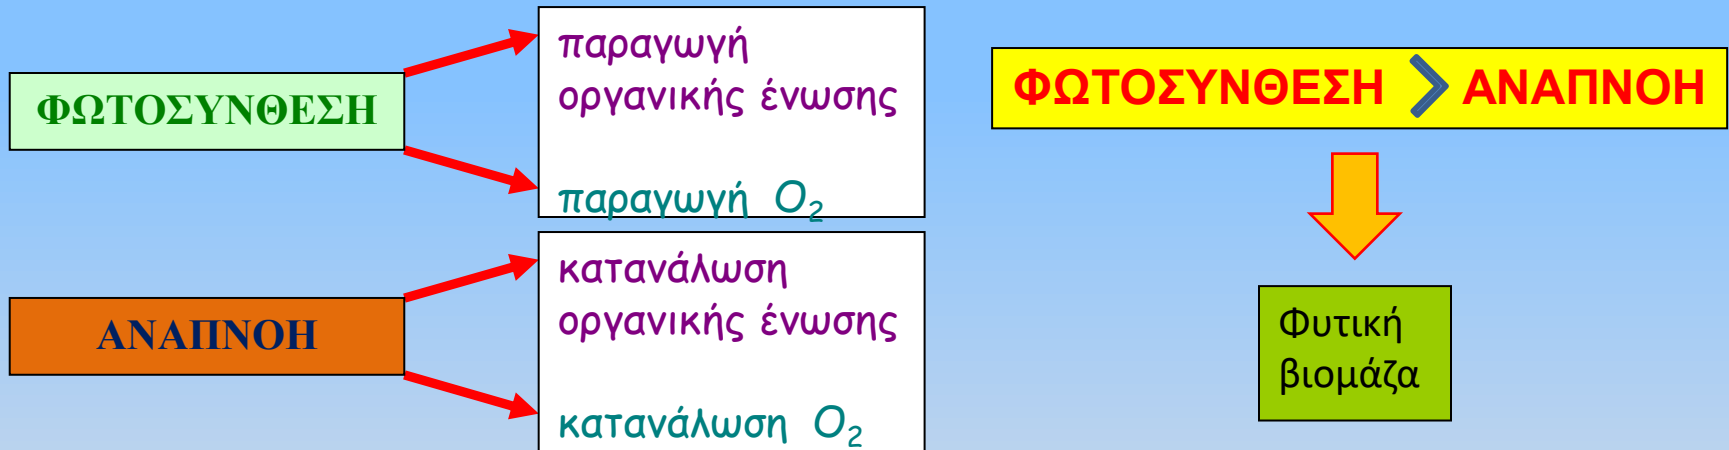 ΦΩΤΟΣΥΝΘΕΣΗ
παραγωγή
οργανικής ένωσης
παραγωγή O₂
ΑΝΑΠΝΟΗ
κατανάλωση
οργανικής ένωσης
κατανάλωση O₂
ΦΩΤΟΣΥΝΘΕΣΗ > ΑΝΑΠΝΟΗ
Φυτική
βιομάζα